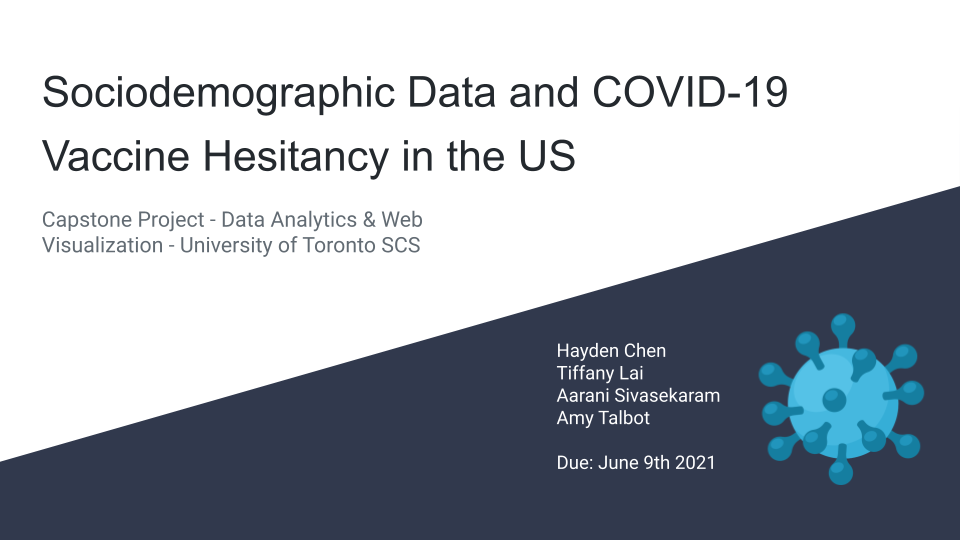 Sociodemographic Data and COVID-19
Vaccine Hesitancy in the US
Capstone Project - Data Analytics & Web
Visualization - University of Toronto SCS
Hayden Chen
Tiffany Lai
Aarani Sivasekaram
Amy Talbot
Due: June 9th 2021